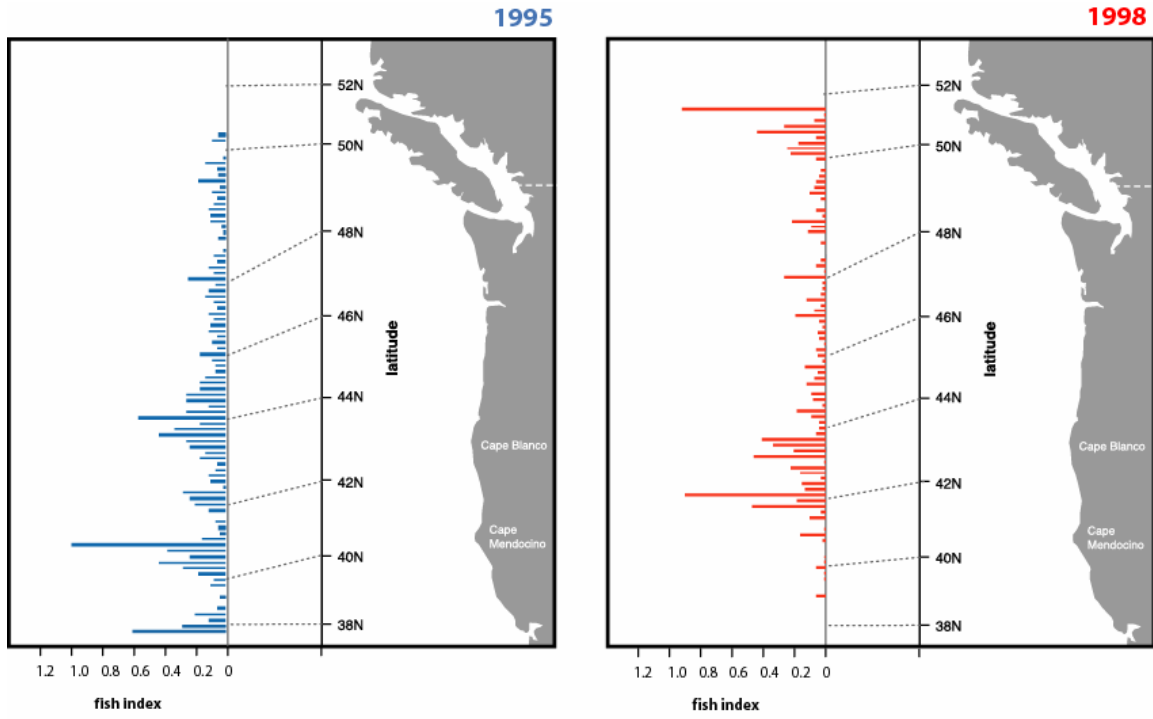 1995
52N
50N
48N
46N
latitude
44N
Cape Blanco
42N
Cape
Mendocino
40N
38N
1.2 1.0 0.8 0.6 0.4 0.2 0
fish index
1998
52N
50N
48N
46N
latitude
44N
Cape Blanco
42N
Cape
Mendocino
40N
38N
1.2 1.0 0.8 0.6 0.4 0.2 0
fish index